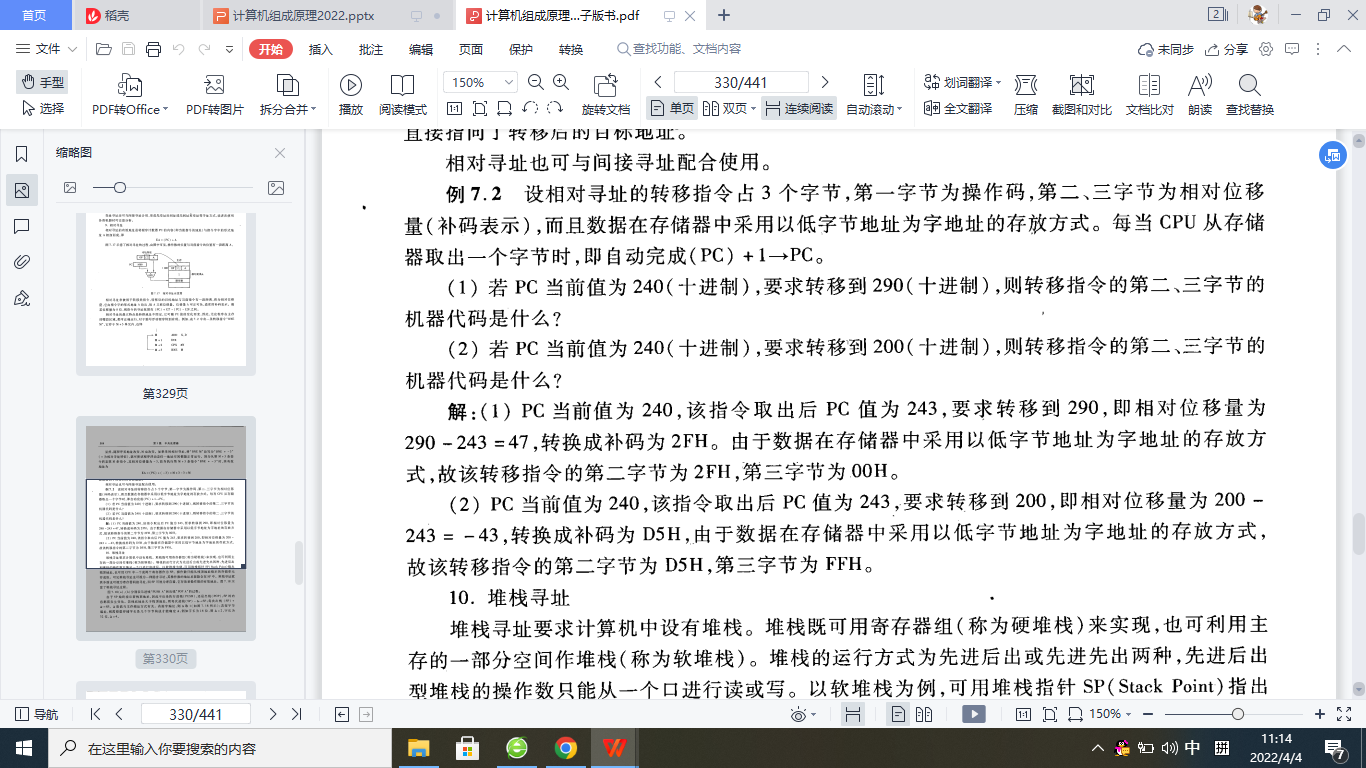 首页
稻壳
计算机组成原理2022.pptx
计算机组成原理...子版书.pdf
2
文件
开始
插入
批注
编辑
页面
保护
转换
查找功能、文档内容
未同步
分享
手型
选择
PDF转Office
PDF转图片
拆分合并
播放
阅读模式
150%
旋转文档
330/441
单页
双页
连续阅读
自动滚动
划词翻译
全文翻译
压缩
截图和对比
文档比对
朗读
查找替换
缩略图
第329页
第330页
直接指向了转移后的目标地址。
相对寻址也可与间接寻址配合使用。
例 7.2 设相对寻址的转移指令占 3 个字节,第一字节为操作码,第二、三字节为相对位移
量(补码表示),而且数据在存储器中采用以低字节地址为字地址的存放方式。每当 CPU 从存储
器取出一个字节时,即自动完成(PC)+1→PC。
(1) 若 PC 当前值为 240(十进制),要求转移到 290(十进制),则转移指令的第二、三字节的
机器代码是什么?
(2) 若 PC 当前值为 240(十进制),要求转移到 200(十进制),则转移指令的第二、三字节的
机器代码是什么?
解:(1) PC 当前值为 240,该指令取出后 PC 值为 243,要求转移到 290,即相对位移量为
290-243=47,转换成补码为 2FH。由于数据在存储器中采用以低字节地址为字地址的存放方
式,故该转移指令的第二字节为 2FH,第三字节为 00H。
(2) PC 当前值为 240,该指令取出后 PC 值为 243,要求转移到 200,即相对位移量为 200-
243=-43,转换成补码为 D5H,由于数据在存储器中采用以低字节地址为字地址的存放方式,
故该转移指令的第二字节为 D5H,第三字节为 FFH。
10. 堆栈寻址
堆栈寻址要求计算机中设有堆栈。堆栈既可用寄存器组(称为硬堆栈)来实现,也可利用主
存的一部分空间作堆栈(称为软堆栈)。堆栈的运行方式为先进后出或先进先出两种,先进后出
型堆栈的操作数只能从一个口进行读或写。以软堆栈为例,可用堆栈指针 SP(Stack Point)指出
导航
330/441
150%
在这里输入你要搜索的内容
中
拼
11:14
2022/4/4
7